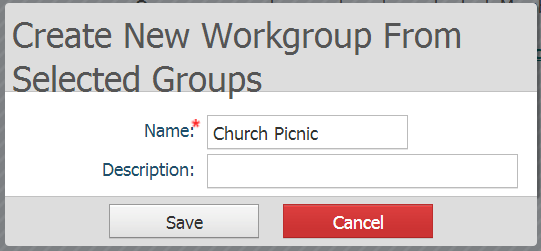 Create New Workgroup From
Selected Groups
Name:*
Church Picnic
Description:
Save
Cancel